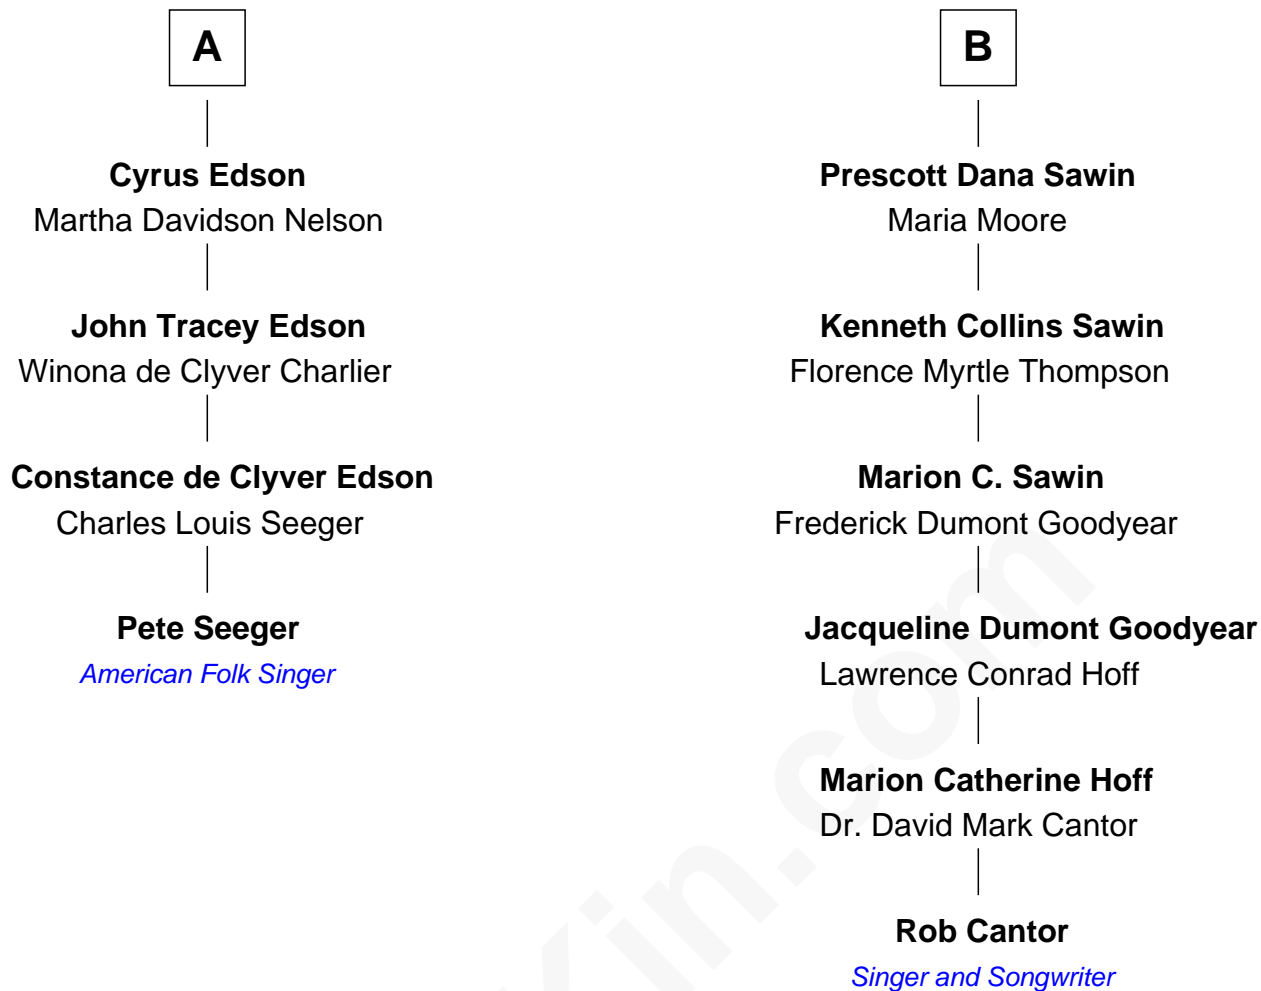 A
Cyrus Edson
Martha Davidson Nelson
John Tracey Edson
Winona de Clyver Charlier
Constance de Clyver Edson
Charles Louis Seeger
Pete Seeger
American Folk Singer
B
Prescott Dana Sawin
Maria Moore
Kenneth Collins Sawin
Florence Myrtle Thompson
Marion C. Sawin
Frederick Dumont Goodyear
Jacqueline Dumont Goodyear
Lawrence Conrad Hoff
Marion Catherine Hoff
Dr. David Mark Cantor
Rob Cantor
Singer and Songwriter
Kin.com